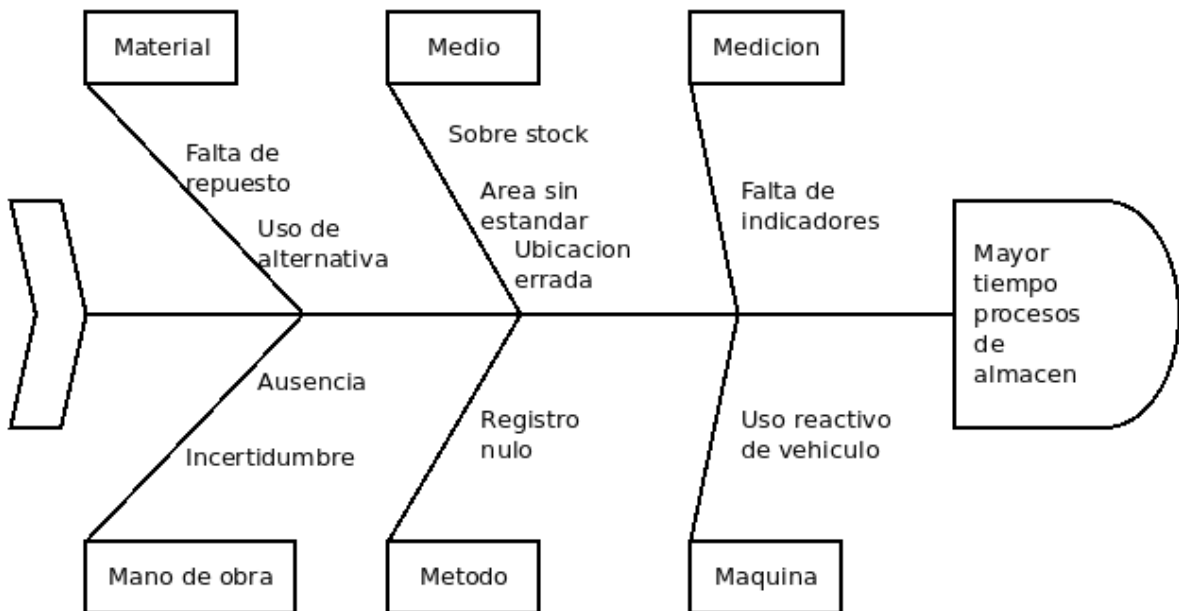 Material
Medio
Medicion
Falta de
repuesto
Uso de
alternativa
Sobre stock
Area sin
estandar
Ubicacion
errada
Falta de
indicadores
Mayor
tiempo
procesos
de
almacen
Ausencia
Incertidumbre
Registro
nulo
Uso reactivo
de vehiculo
Mano de obra
Metodo
Maquina